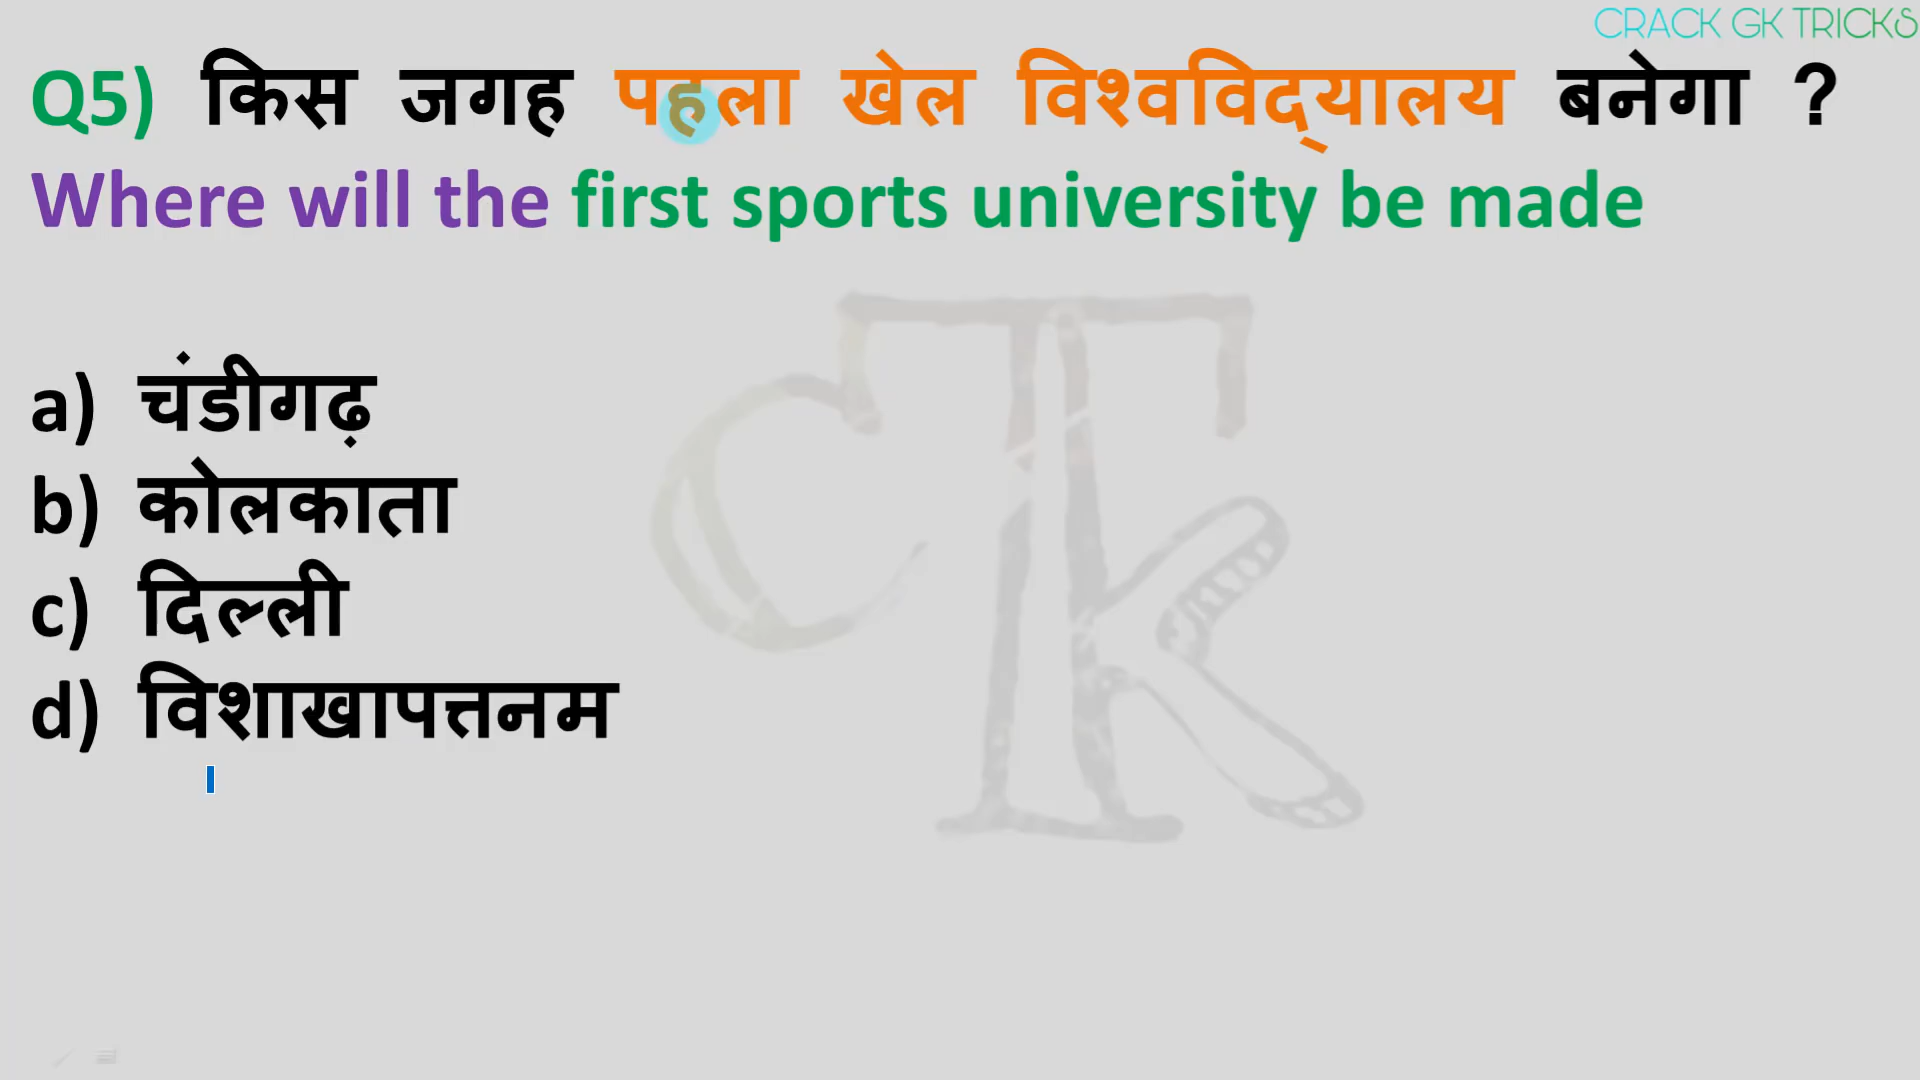 CRACK GK TRICKS
Q5) किस जगह पहला खेल विश्वविद्यालय बनेगा ?
Where will the first sports university be made
a) चंडीगढ़
b) कोलकाता
c) दिल्ली
d) विशाखापत्तनम
CTK